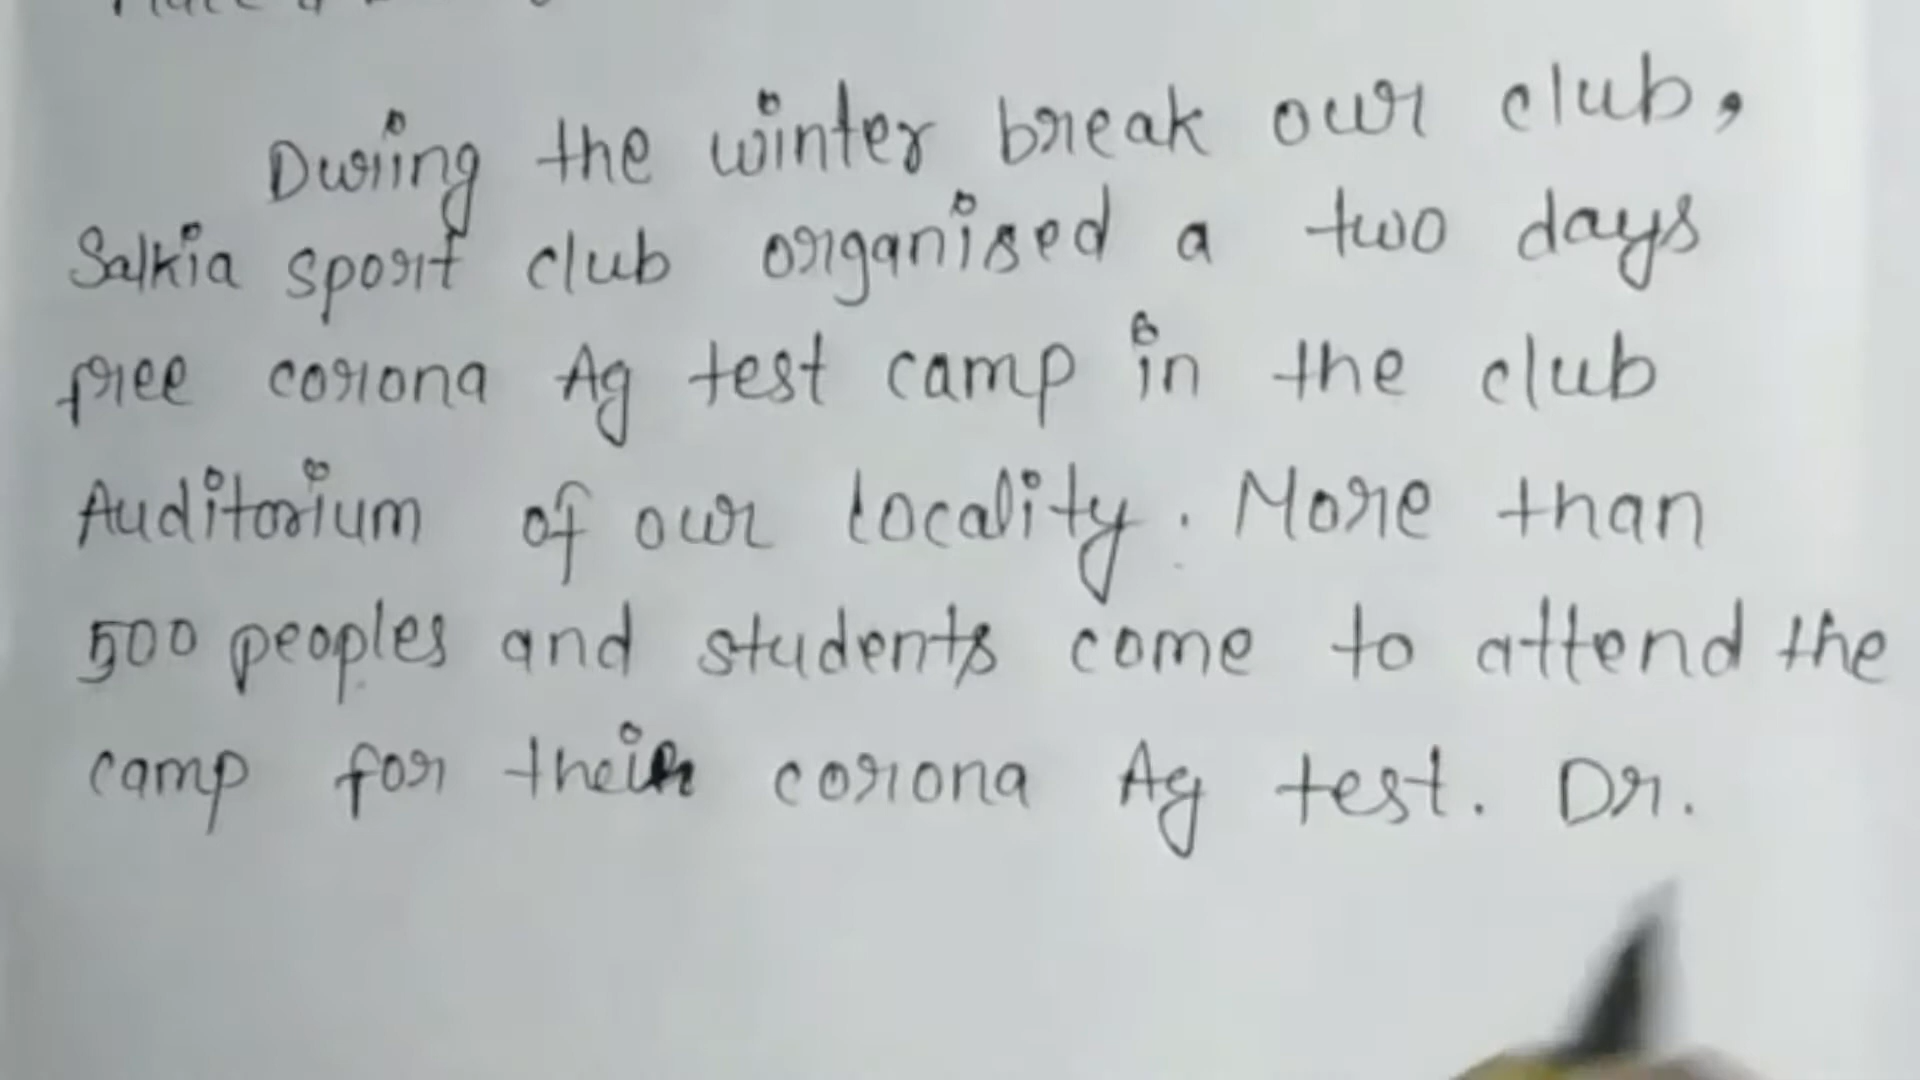 During the winter break our club,
Salkia sport club organised a two days
free corona Ag test camp in the club
Auditorium of our locality. More than
500 peoples and students come to attend the
camp for their corona Ag test. Dr.